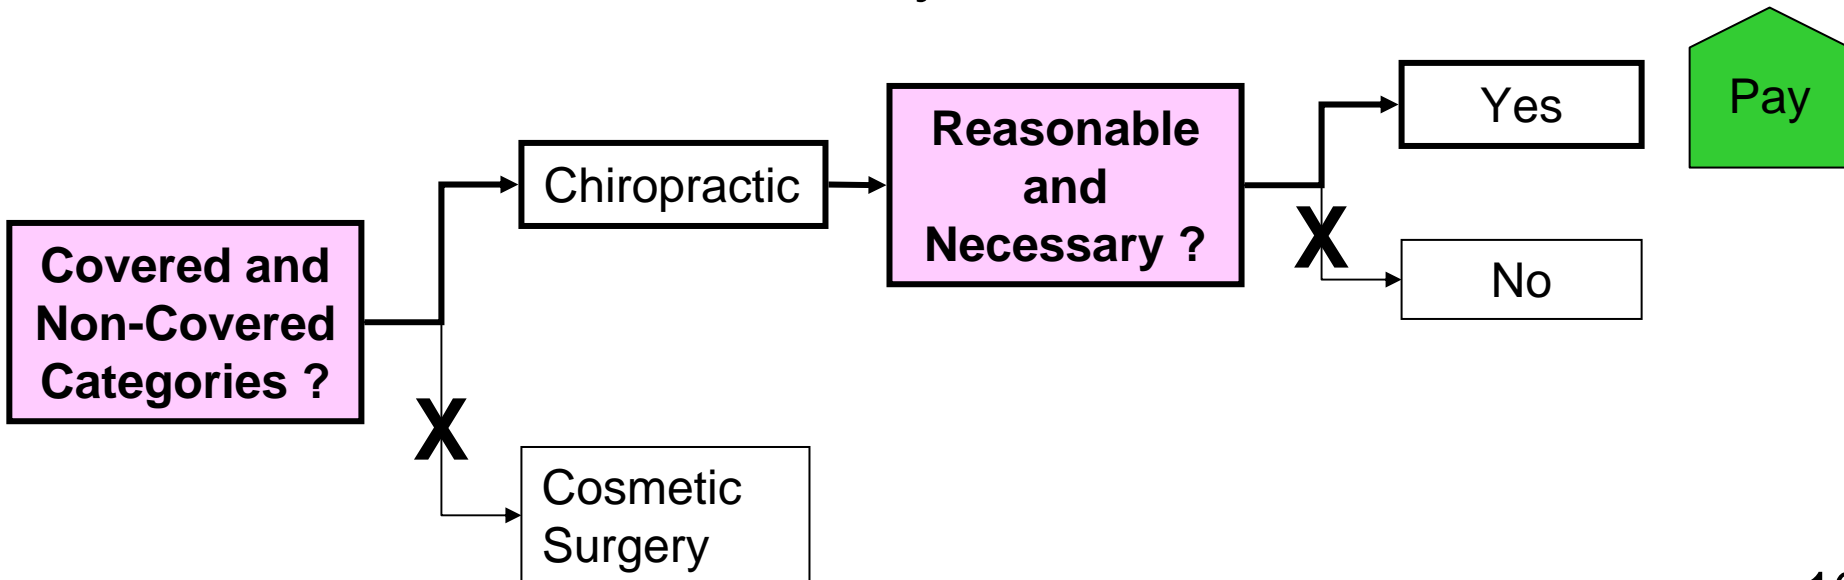 Covered and
Non-Covered
Categories ?
X
Chiropractic
Cosmetic
Surgery
Reasonable
and
Necessary ?
X
Yes
No
Pay